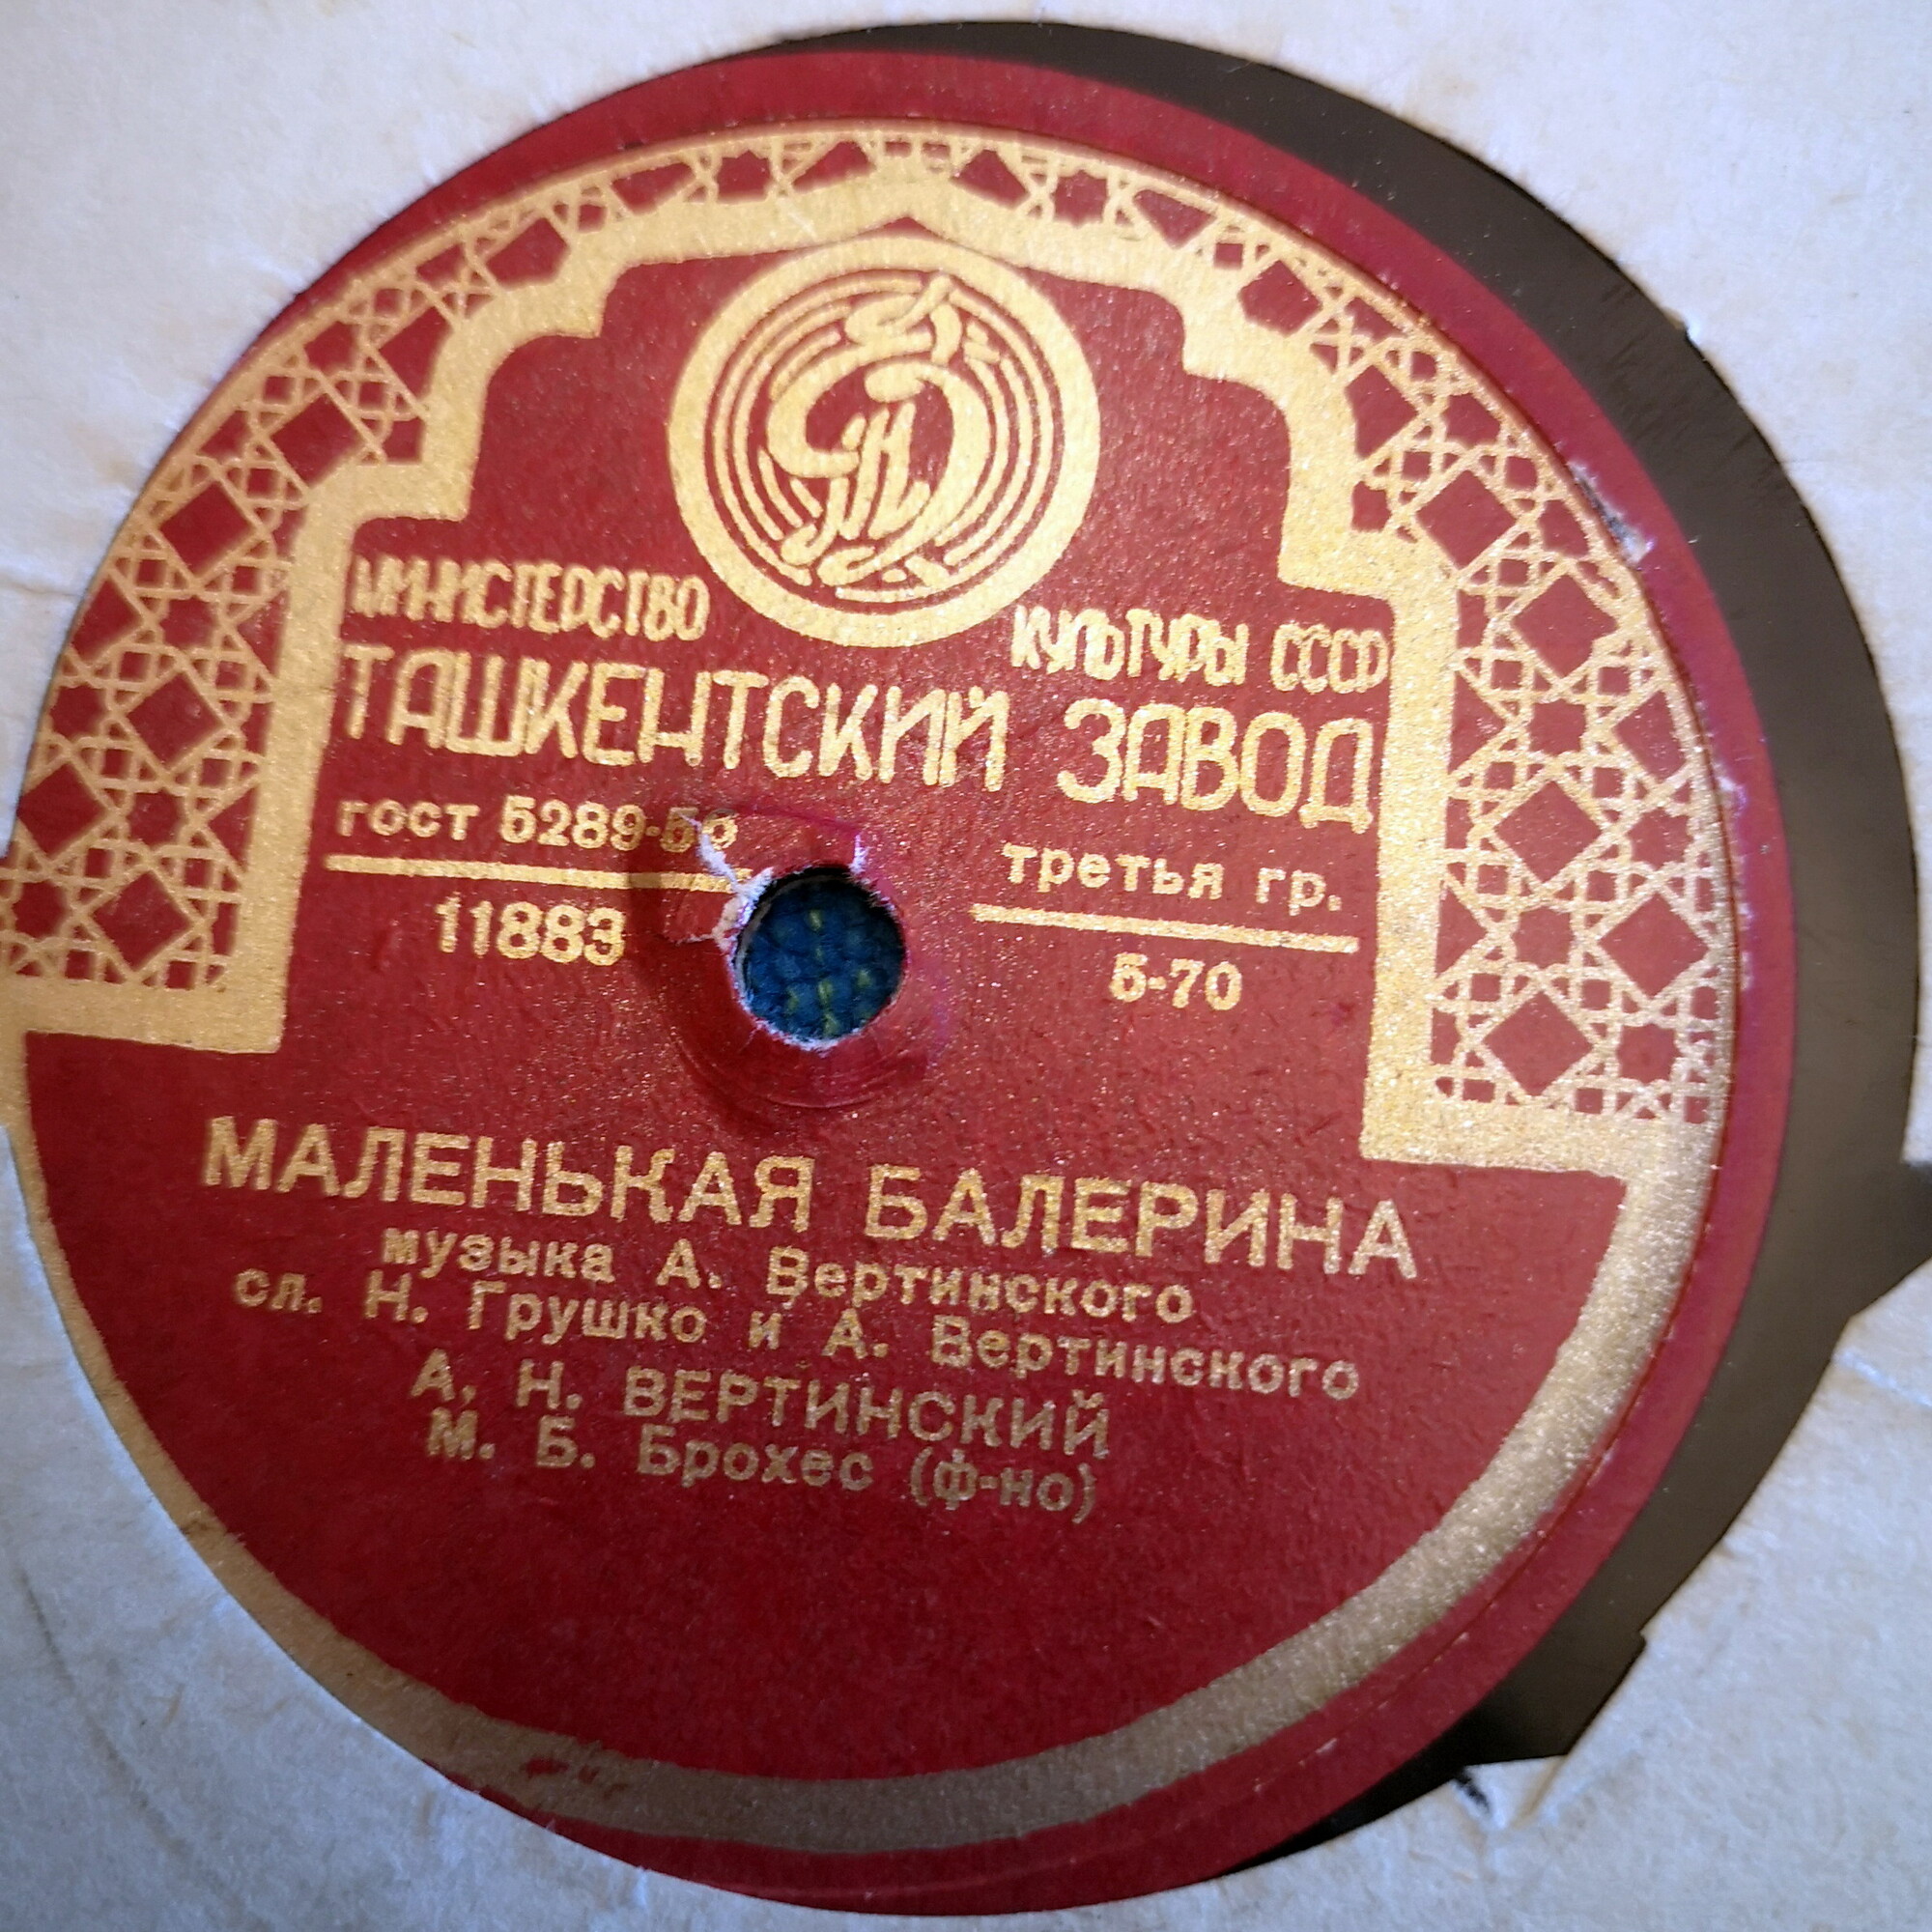 МИНИСТЕРСТВО КУЛЬТУРЫ СССР
ТАШКЕНТСКИЙ ЗАВОД
гост 5289-56 третья гр.
11883 5-70
МАЛЕНЬКАЯ БАЛЕРИНА
музыка А. Вертинского
сл. Н. Грушко и А. Вертинского
А. Н. ВЕРТИНСКИЙ
М. Б. Брохес (ф-но)